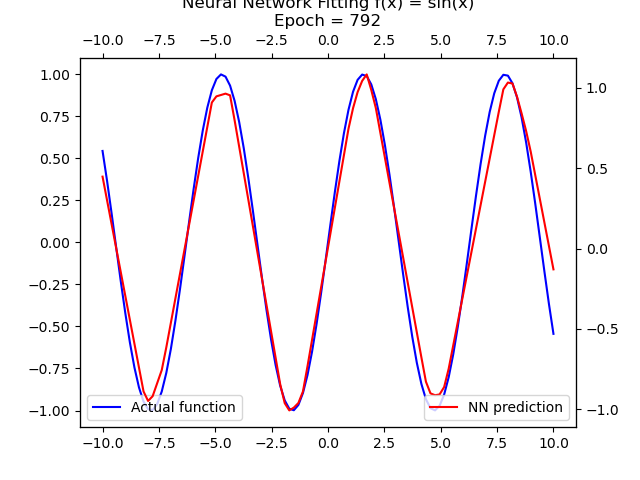 Neural Network Fitting f(x) = sin(x)
Epoch = 792
−10.0 −7.5 −5.0 −2.5 0.0 2.5 5.0 7.5 10.0
1.00
0.75
0.50
0.25
0.00
−0.25
−0.50
−0.75
−1.00
1.0
0.5
0.0
−0.5
−1.0
Actual function
NN prediction
−10.0 −7.5 −5.0 −2.5 0.0 2.5 5.0 7.5 10.0